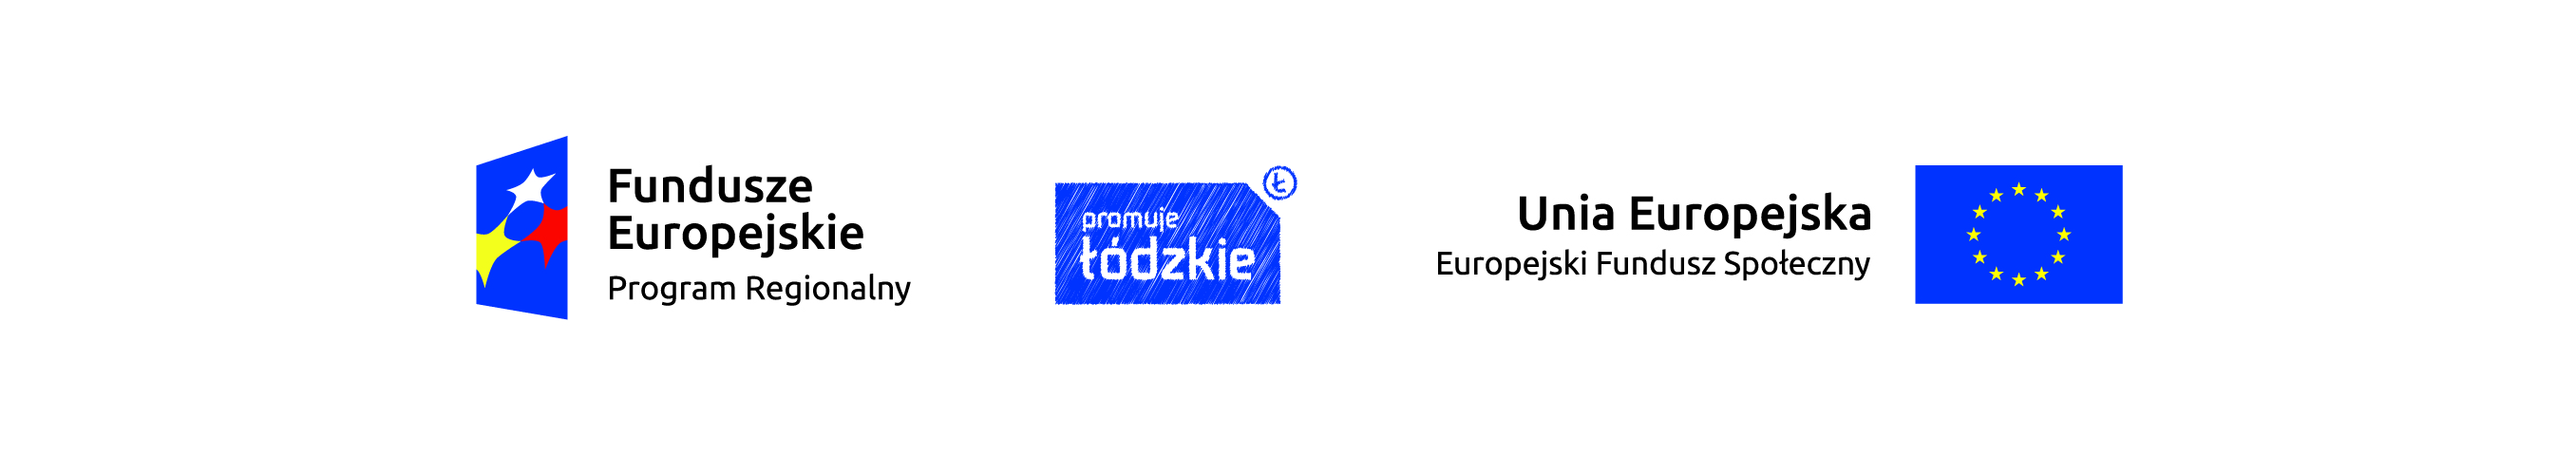 Fundusze
Europejskie
Program Regionalny
promuje
łódzkie
Ł
Unia Europejska
Europejski Fundusz Społeczny